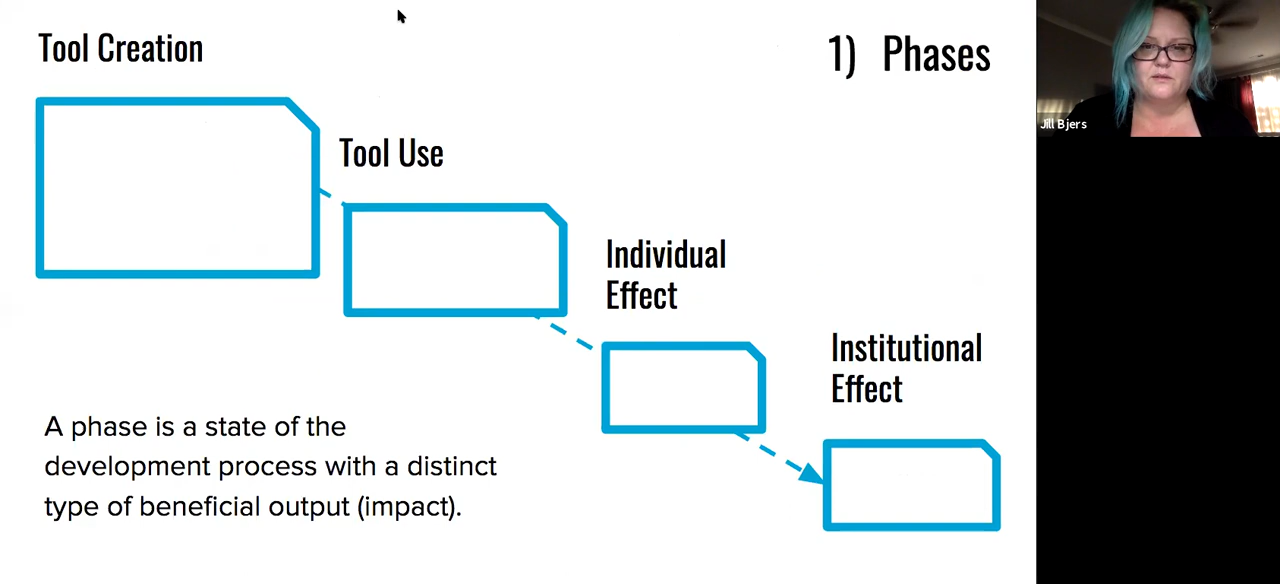 Tool Creation
1) Phases
Jill Bjers
Tool Use
Individual
Effect
Institutional
Effect
A phase is a state of the
development process with a distinct
type of beneficial output (impact).